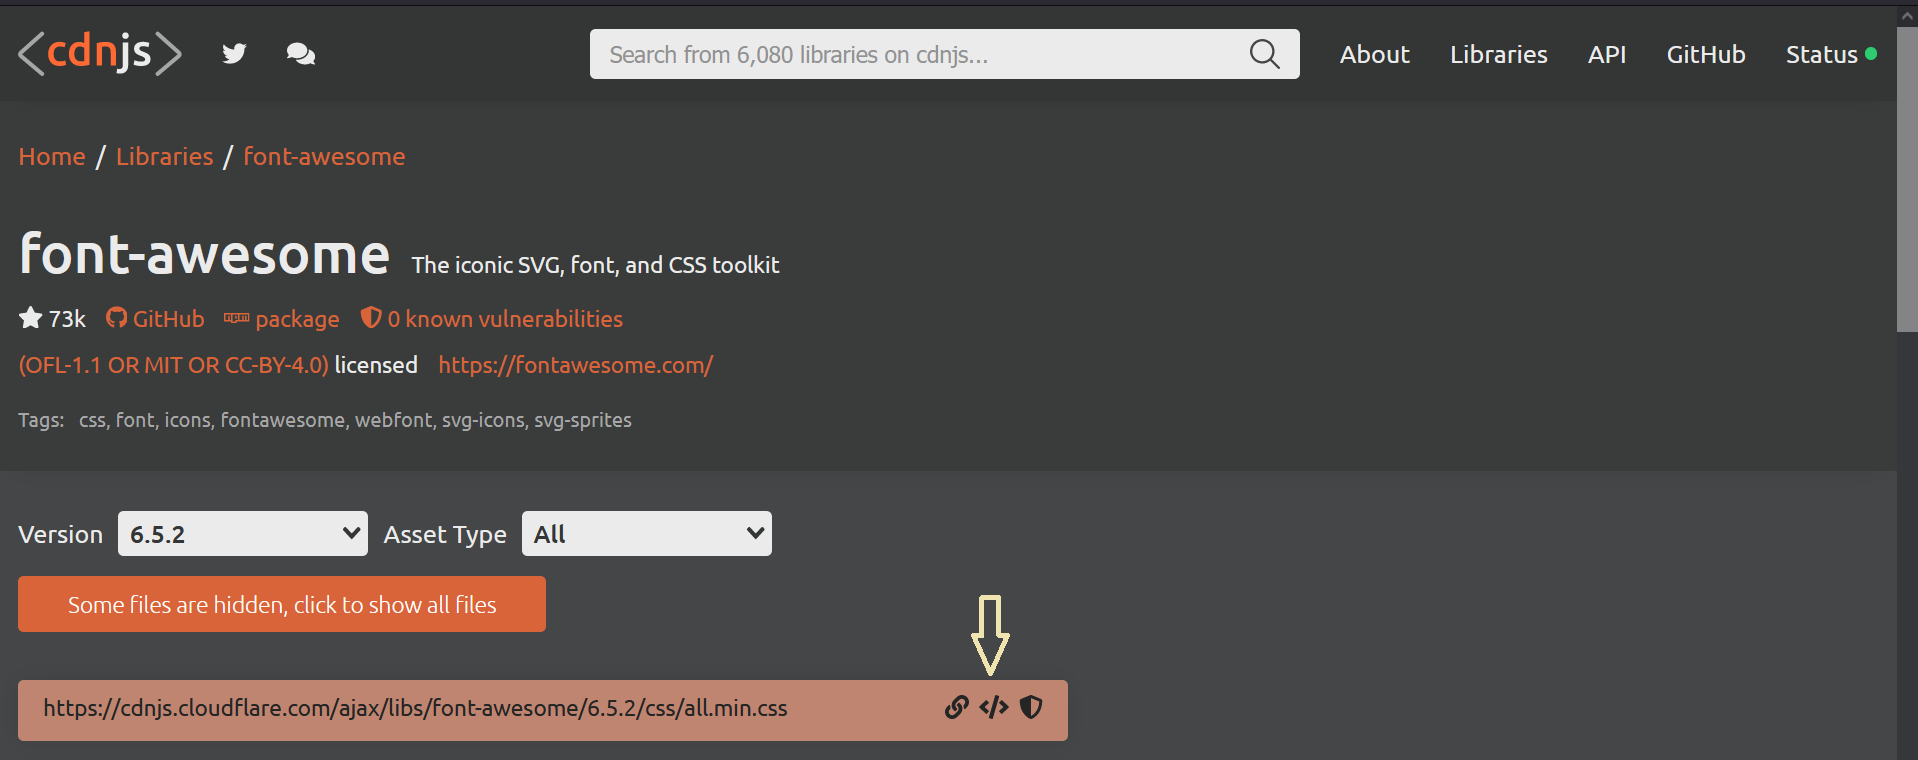 <cdnjs>
Search from 6,080 libraries on cdnjs...
About Libraries API GitHub Status
Home / Libraries / font-awesome
font-awesome The iconic SVG, font, and CSS toolkit
73k GitHub npm package 0 known vulnerabilities
(OFL-1.1 OR MIT OR CC-BY-4.0) licensed https://fontawesome.com/
Tags: css, font, icons, fontawesome, webfont, svg-icons, svg-sprites
Version 6.5.2 Asset Type All
Some files are hidden, click to show all files
https://cdnjs.cloudflare.com/ajax/libs/font-awesome/6.5.2/css/all.min.css </>